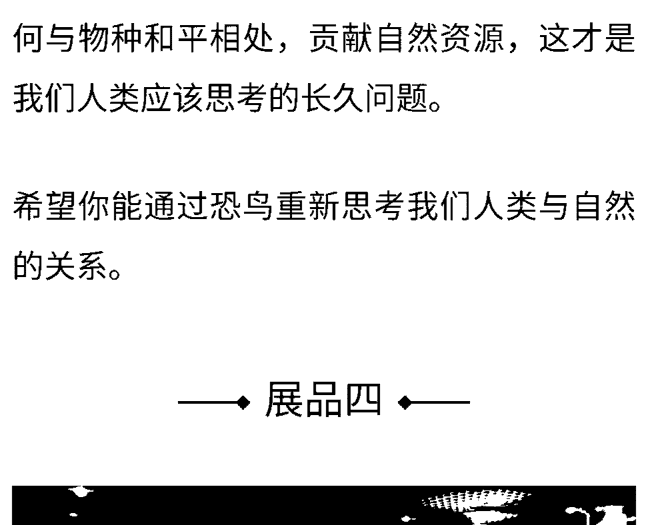 何与物种和平相处，贡献自然资源，这才是
我们人类应该思考的长久问题。
希望你能通过恐鸟重新思考我们人类与自然
的关系。
展品四